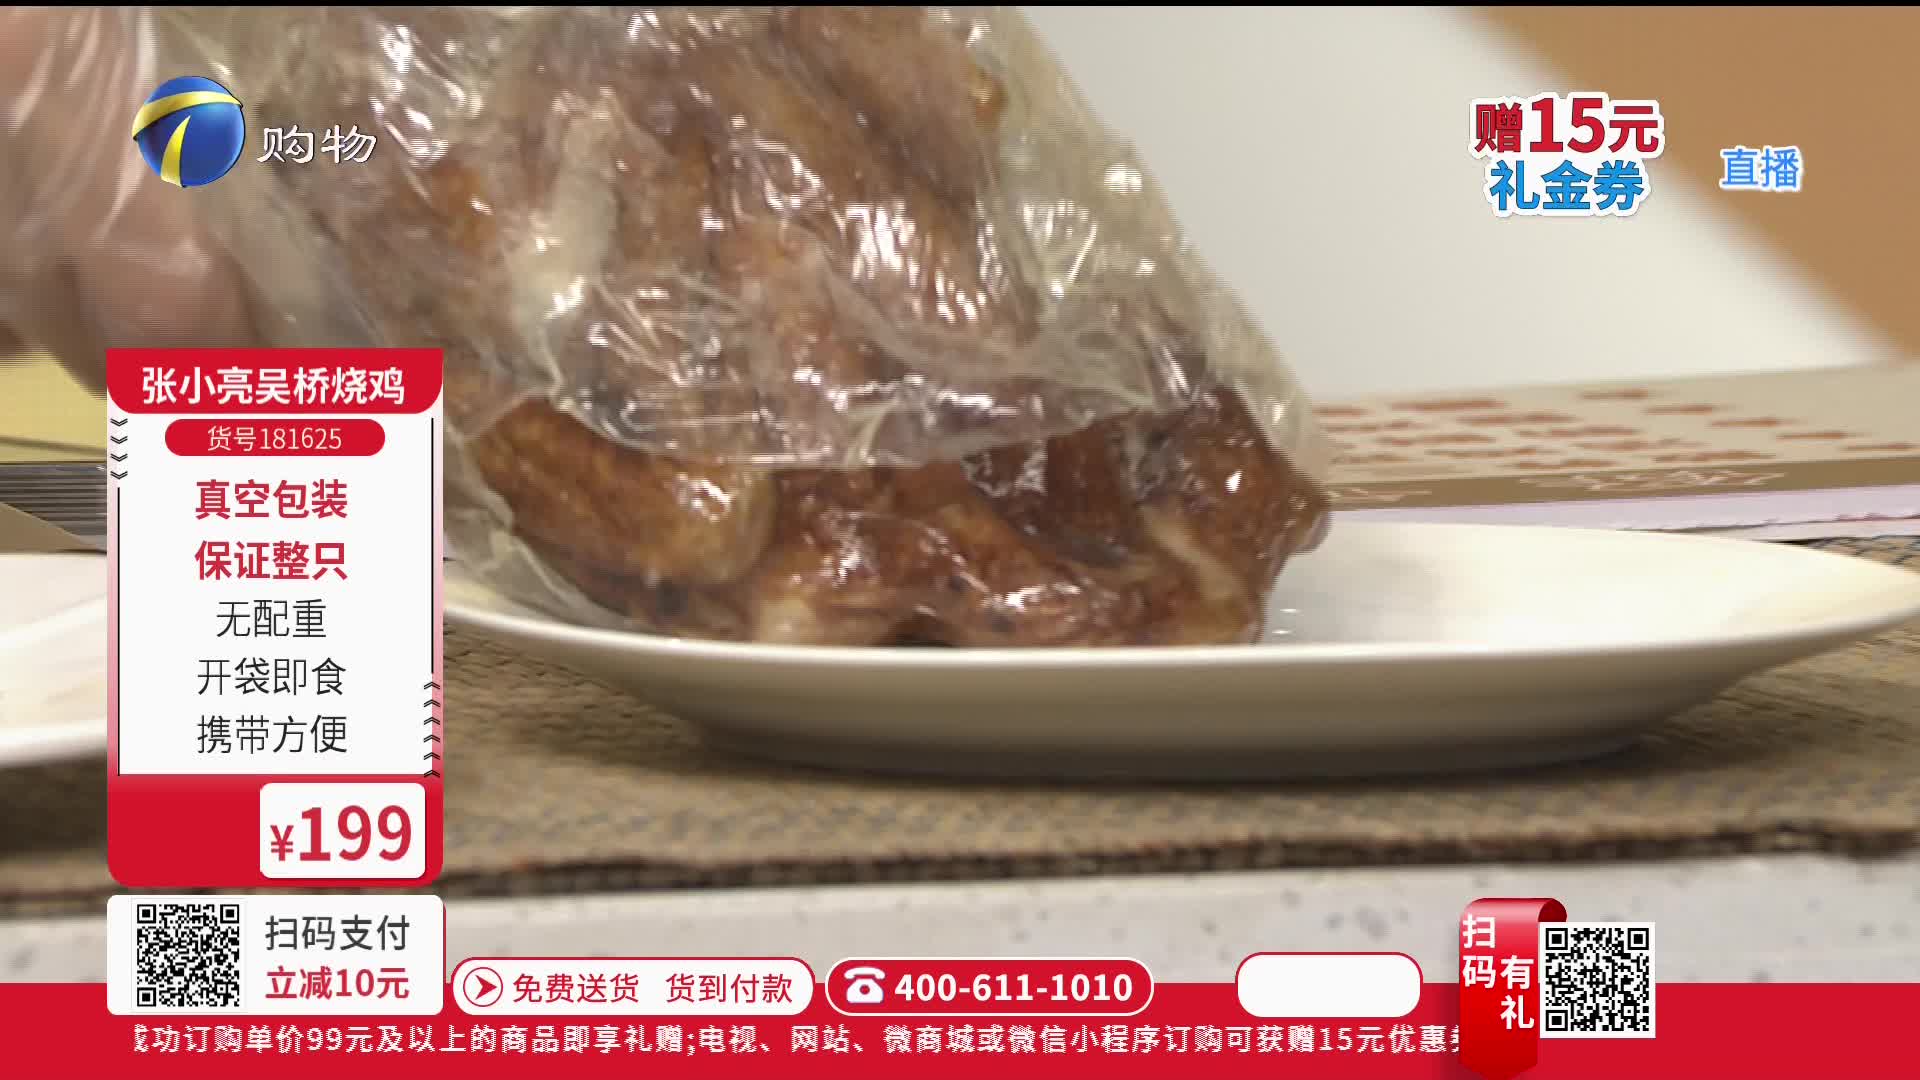 购物
赠15元
礼金券
直播
张小亮吴桥烧鸡
货号181625
真空包装
保证整只
无配重
开袋即食
携带方便
¥199
扫码支付
立减10元
免费送货 货到付款
400-611-1010
扫码有礼
成功订购单价99元及以上的商品即享礼赠;电视、网站、微商城或微信小程序订购可获赠15元优惠券